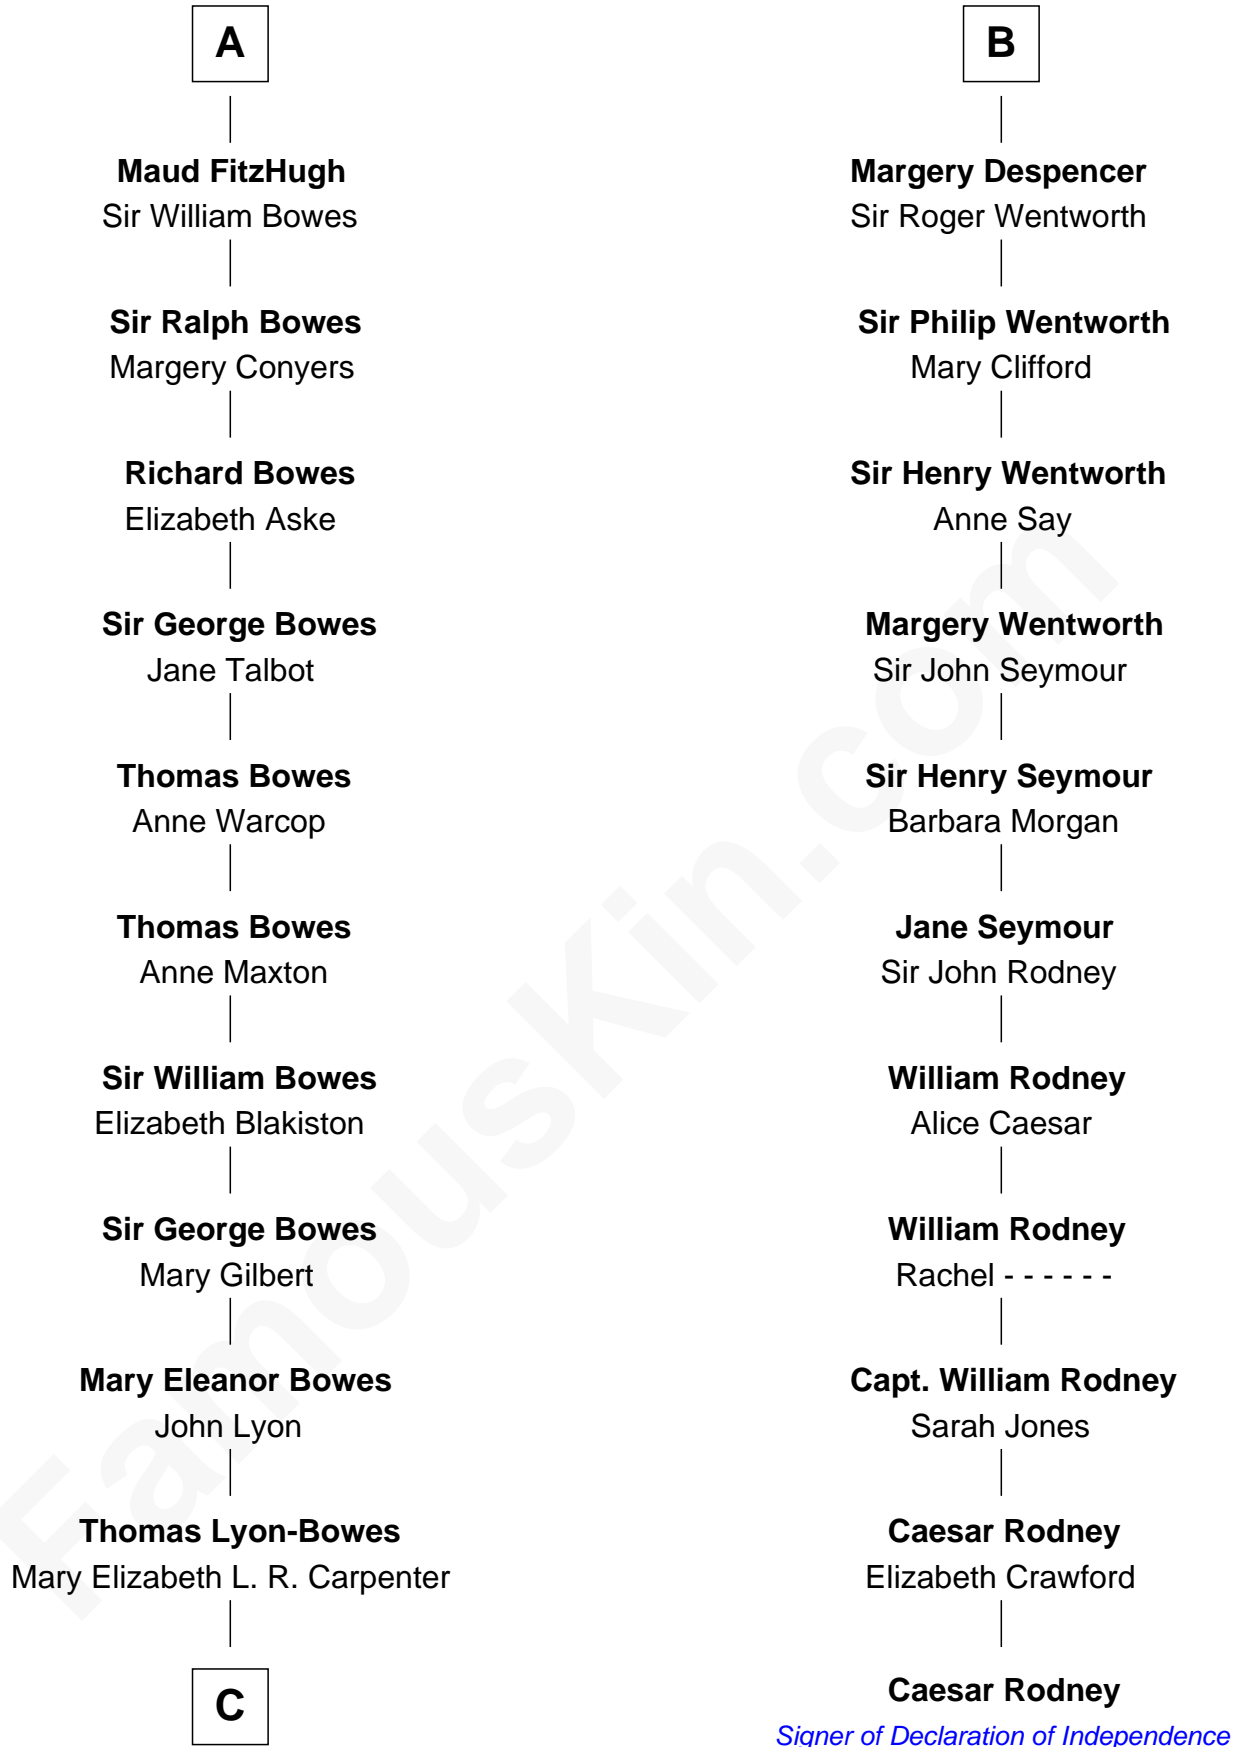 A
Maud FitzHugh
Sir William Bowes
Sir Ralph Bowes
Margery Conyers
Richard Bowes
Elizabeth Aske
Sir George Bowes
Jane Talbot
Thomas Bowes
Anne Warcop
Thomas Bowes
Anne Maxton
Sir William Bowes
Elizabeth Blakiston
Sir George Bowes
Mary Gilbert
Mary Eleanor Bowes
John Lyon
Thomas Lyon-Bowes
Mary Elizabeth L. R. Carpenter
C
B
Margery Despencer
Sir Roger Wentworth
Sir Philip Wentworth
Mary Clifford
Sir Henry Wentworth
Anne Say
Margery Wentworth
Sir John Seymour
Sir Henry Seymour
Barbara Morgan
Jane Seymour
Sir John Rodney
William Rodney
Alice Caesar
William Rodney
Rachel - - - - - -
Capt. William Rodney
Sarah Jones
Caesar Rodney
Elizabeth Crawford
Caesar Rodney
Signer of Declaration of Independence
FamousKin.com